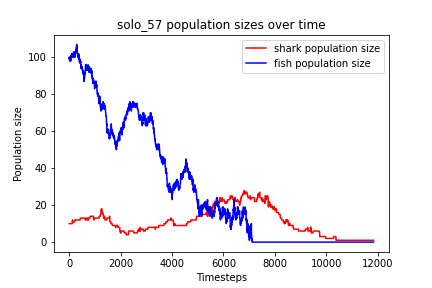 solo_57 population sizes over time
shark population size
fish population size
Population size
100
80
60
40
20
0
0
2000
4000
6000
8000
10000
12000
Timesteps